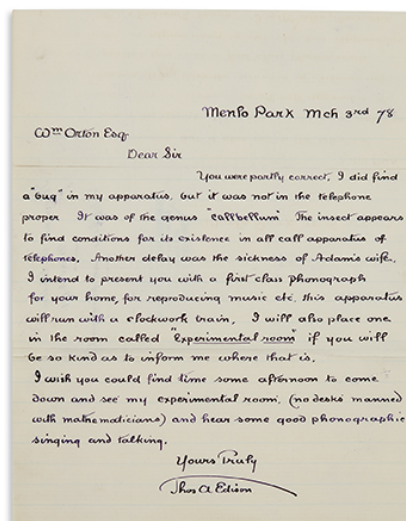 Menlo Park Mch 3rd 78
Wm Orton Esq.
Dear Sir
You were partly correct, I did find
a "bug" in my apparatus, but it was not in the telephone
proper It was of the genus "callbellum" The insect appears
to find conditions for its existence in all call apparatus of
telephones. Another delay was the sickness of Adam's wife,
I intend to present you with a first class phonograph
for your home, for reproducing music etc. this apparatus
will run with a clockwork train, I will also place one
in the room called "Experimental room" if you will
be so kind as to inform me where that is,
I wish you could find time some afternoon to come
down and see my experimental room, (no desks manned
with mathematicians) and hear some good phonographic
singing and talking,
Yours Truly
Thos A Edison